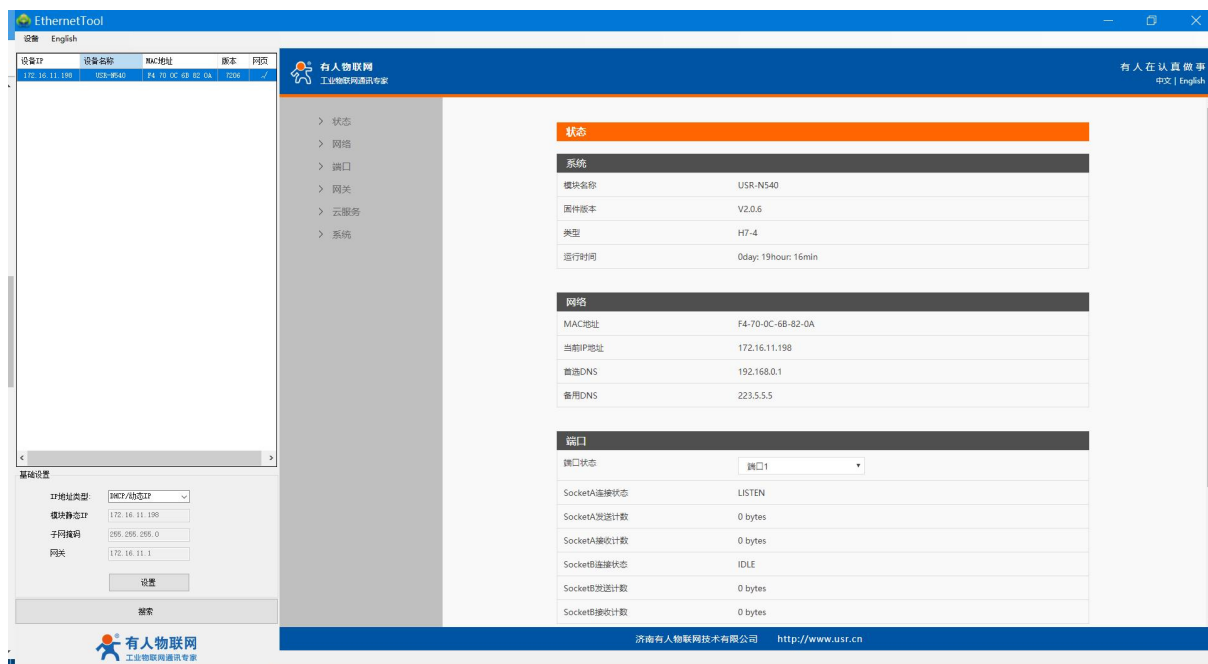 EthernetTool
设备 English
设备IP 设备名称 MAC地址 版本 网页
172.16.11.198 USR-N540 F4 70 0C 6B 82 0A 7206 √
有人物联网
工业物联网通讯专家
有人在认真做事
中文 | English
> 状态
> 网络
> 端口
> 网关
> 云服务
> 系统
状态
系统
模块名称 USR-N540
固件版本 V2.0.6
类型 H7-4
运行时间 0day: 19hour: 16min
网络
MAC地址 F4-70-0C-6B-82-0A
当前IP地址 172.16.11.198
首选DNS 192.168.0.1
备用DNS 223.5.5.5
端口
端口状态 端口1
SocketA连接状态 LISTEN
SocketA发送计数 0 bytes
SocketA接收计数 0 bytes
SocketB连接状态 IDLE
SocketB发送计数 0 bytes
SocketB接收计数 0 bytes
基础设置
IP地址类型: DHCP/动态IP
模块静态IP 172.16.11.198
子网掩码 255.255.255.0
网关 172.16.11.1
设置
搜索
有人物联网
工业物联网通讯专家
济南有人物联网技术有限公司 http://www.usr.cn